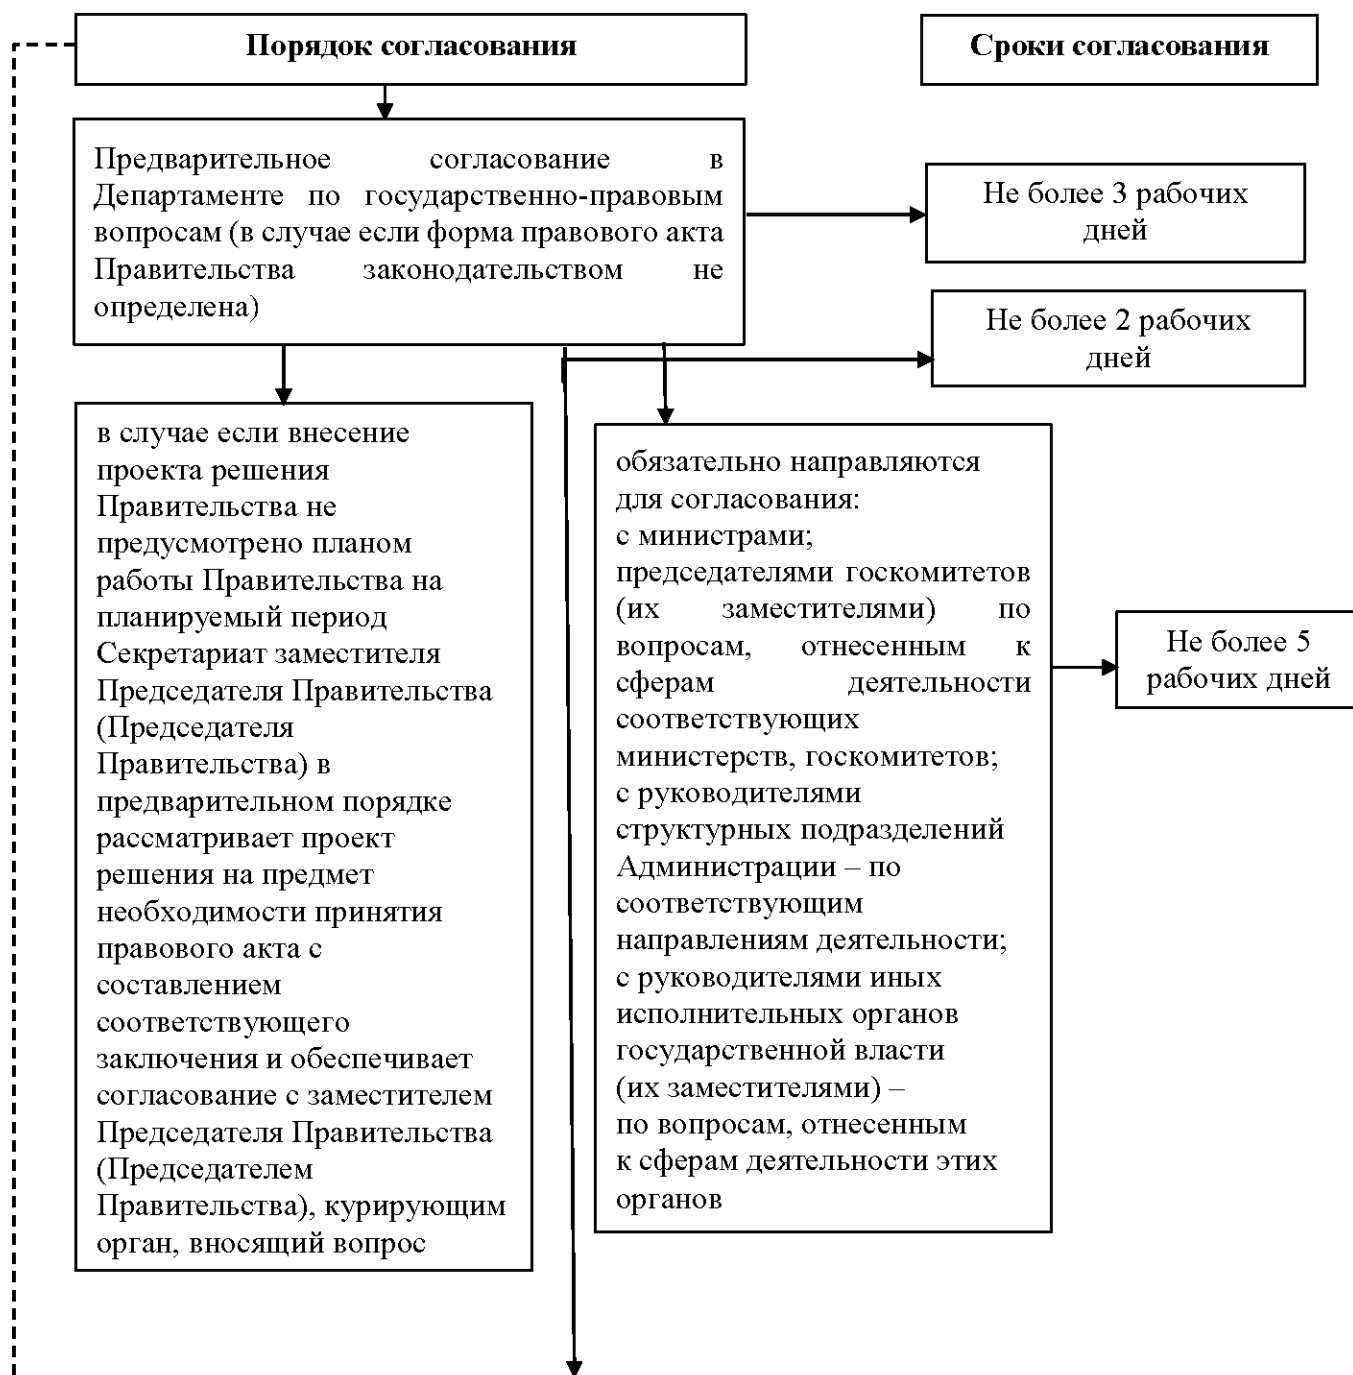 Порядок согласования
Сроки согласования
Предварительное согласование в
Департаменте по государственно-правовым
вопросам (в случае если форма правового акта
Правительства законодательством не
определена)
Не более 3 рабочих
дней
Не более 2 рабочих
дней
в случае если внесение
проекта решения
Правительства не
предусмотрено планом
работы Правительства на
планируемый период
Секретариат заместителя
Председателя Правительства
(Председателя
Правительства) в
предварительном порядке
рассматривает проект
решения на предмет
необходимости принятия
правового акта с
составлением
соответствующего
заключения и обеспечивает
согласование с заместителем
Председателя Правительства
(Председателем
Правительства), курирующим
орган, вносящий вопрос
обязательно направляются
для согласования:
с министрами;
председателями госкомитетов
(их заместителями) по
вопросам, отнесенным к
сферам деятельности
соответствующих
министерств, госкомитетов;
с руководителями
структурных подразделений
Администрации – по
соответствующим
направлениям деятельности;
с руководителями иных
исполнительных органов
государственной власти
(их заместителями) –
по вопросам, отнесенным
к сферам деятельности этих
органов
Не более 5
рабочих дней